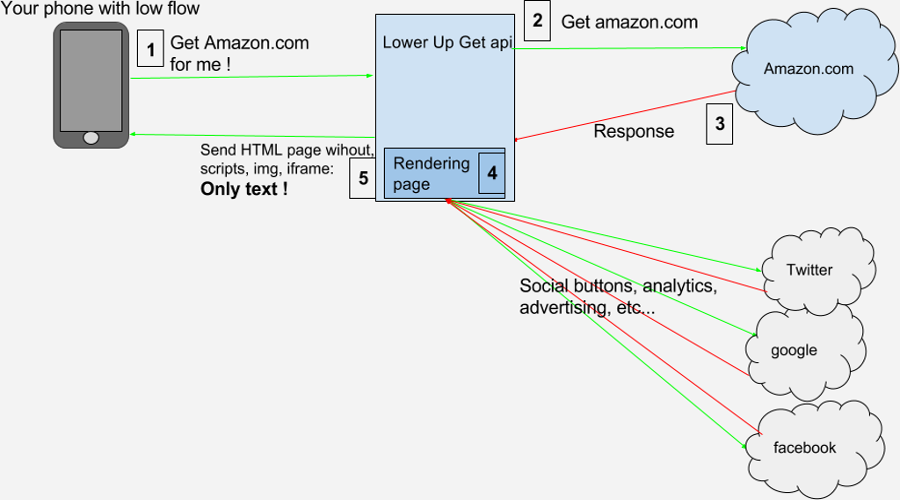 Your phone with low flow
1
Get Amazon.com
for me !
Lower Up Get api
2
Get amazon.com
Amazon.com
Response
3
Send HTML page wihout,
scripts, img, iframe:
Only text !
5
Rendering
page
4
Social buttons, analytics,
advertising, etc...
Twitter
google
facebook